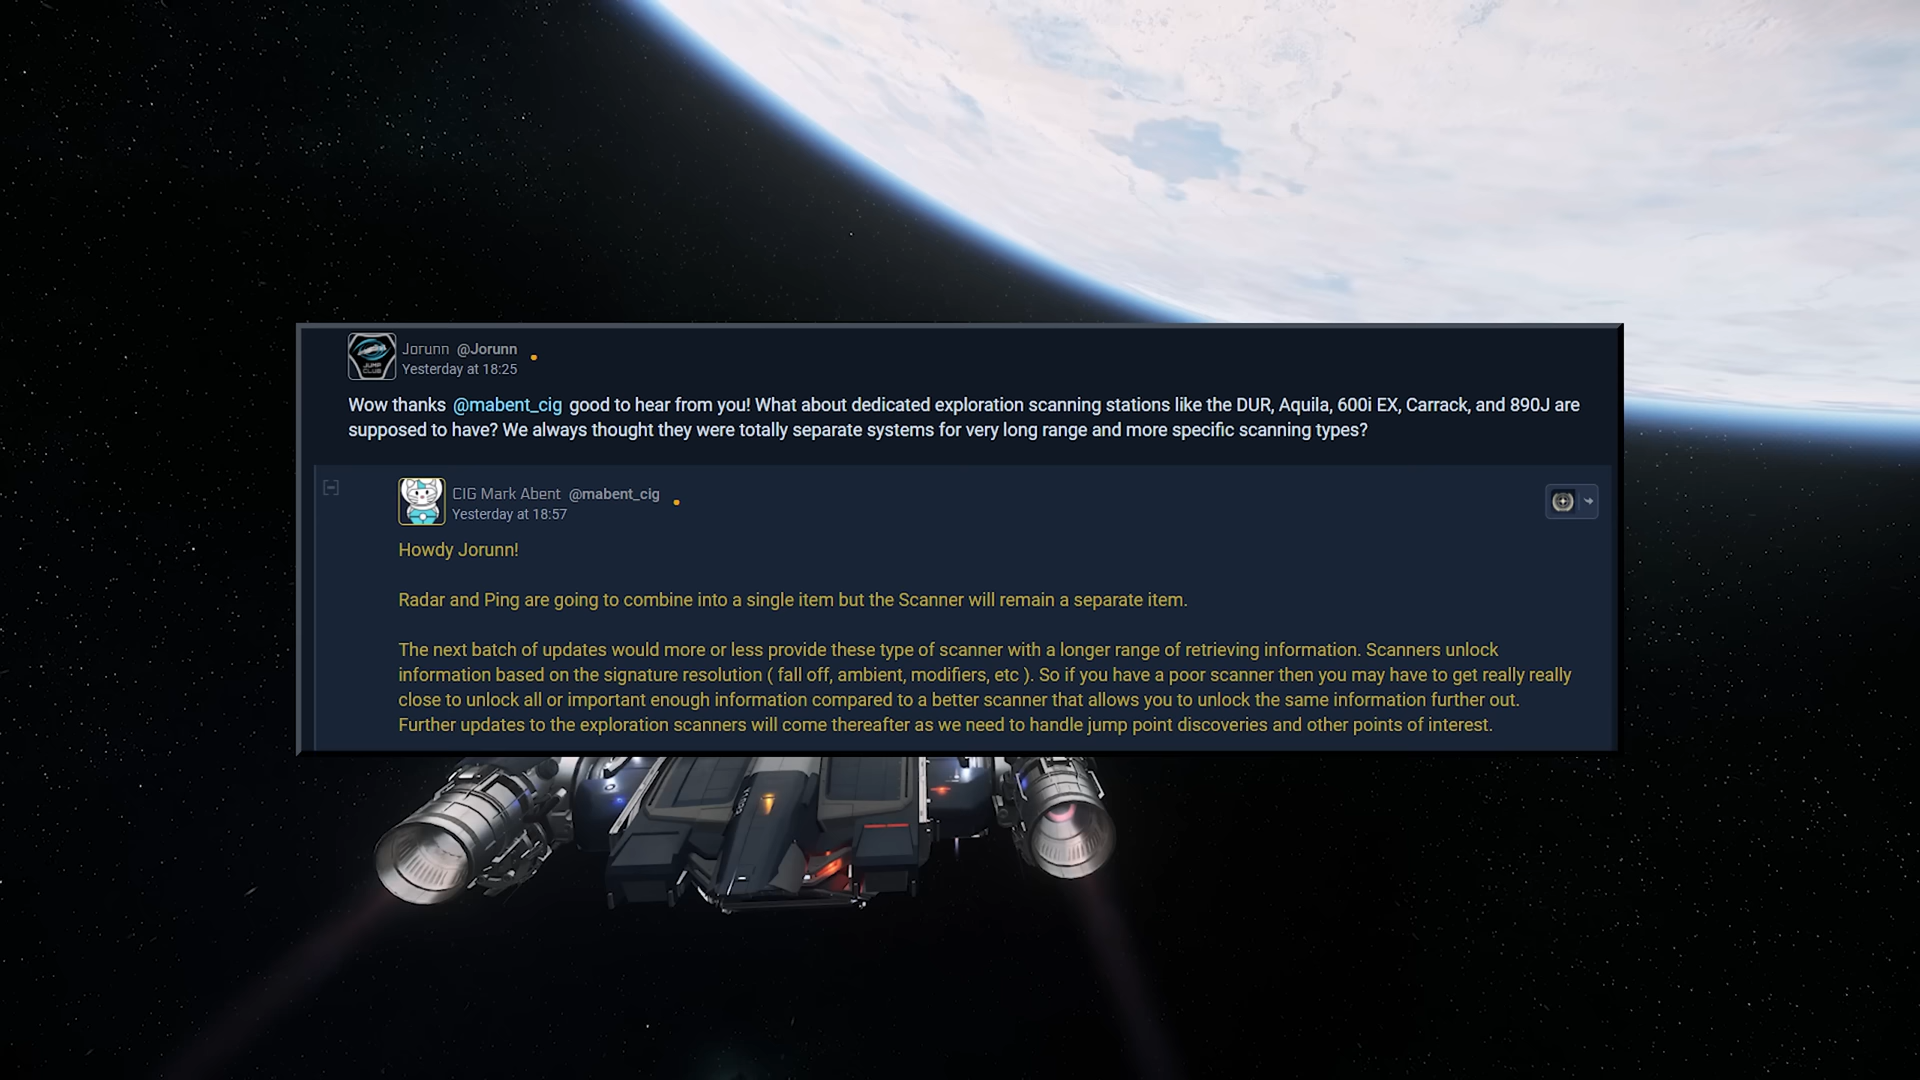 Jorunn @Jorunn
Yesterday at 18:25
Wow thanks @mabent_cig good to hear from you! What about dedicated exploration scanning stations like the DUR, Aquila, 600i EX, Carrack, and 890J are
supposed to have? We always thought they were totally separate systems for very long range and more specific scanning types?
[-]
CIG Mark Abent @mabent_cig
Yesterday at 18:57
Howdy Jorunn!
Radar and Ping are going to combine into a single item but the Scanner will remain a separate item.
The next batch of updates would more or less provide these type of scanner with a longer range of retrieving information. Scanners unlock
information based on the signature resolution ( fall off, ambient, modifiers, etc ). So if you have a poor scanner then you may have to get really really
close to unlock all or important enough information compared to a better scanner that allows you to unlock the same information further out.
Further updates to the exploration scanners will come thereafter as we need to handle jump point discoveries and other points of interest.